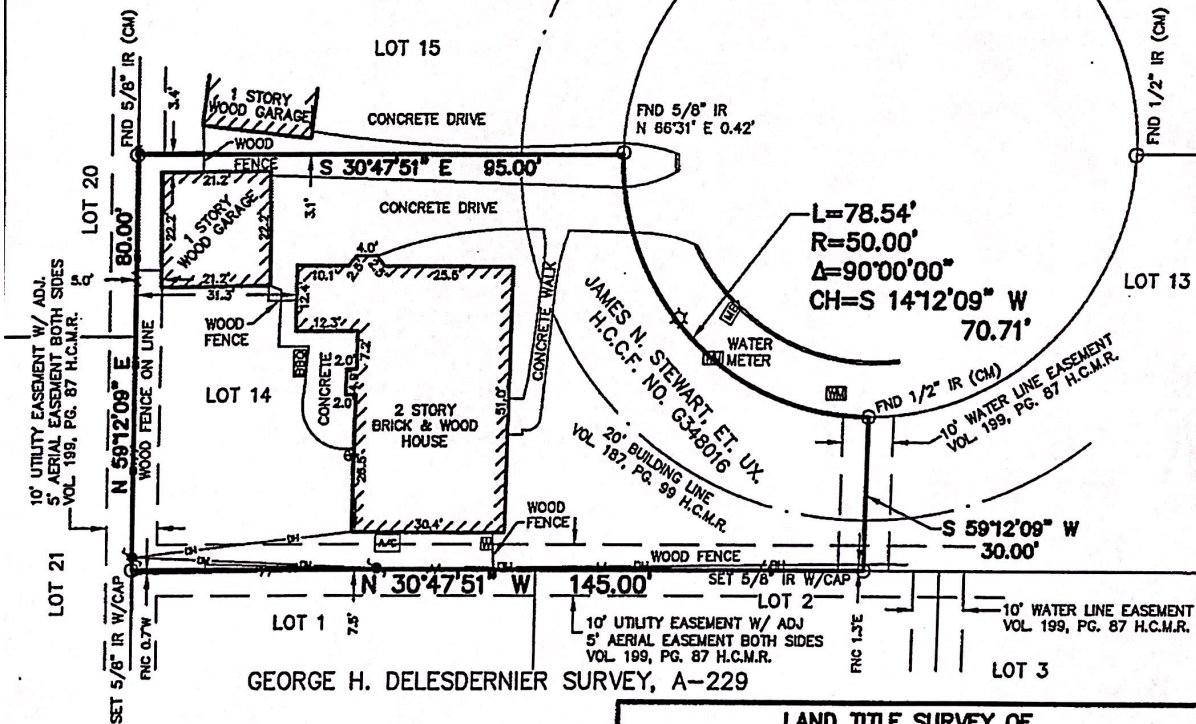 LOT 15
FND 5/8" IR (CM)
3.4'
1 STORY
WOOD GARAGE
CONCRETE DRIVE
FND 5/8" IR
N 86°31' E 0.42'
FND 1/2" IR (CM)
WOOD
FENCE
S 30°47'51" E 95.00'
LOT 20
21.2'
3.1'
CONCRETE DRIVE
80.00'
22.2'
1 STORY
WOOD GARAGE
22.2'
L=78.54'
R=50.00'
Δ=90°00'00"
CH=S 14°12'09" W
70.71'
LOT 13
4.0'
10.1'
25.6'
5.0'
21.2'
31.3'
12.4'
WOOD
FENCE
12.3'
7.2'
CONCRETE WALK
JAMES N. STEWART, ET. UX.
H.C.C.F. NO. G348016
MB
WATER
METER
WM
10' UTILITY EASEMENT W/ ADJ.
5' AERIAL EASEMENT BOTH SIDES
VOL 199, PG. 87 H.C.M.R.
N 59°12'09" E
WOOD FENCE ON LINE
LOT 14
BBQ
CONCRETE
2.0'
2.0'
2 STORY
BRICK & WOOD
HOUSE
51.0'
28.5'
30.4'
FND 1/2" IR (CM)
10' WATER LINE EASEMENT
VOL 199, PG. 87 H.C.M.R.
20' BUILDING LINE
VOL 187, PG. 99 H.C.M.R.
S 59°12'09" W
30.00'
WOOD
FENCE
A/C
WOOD FENCE
OH
OH
OH
LOT 21
SET 5/8" IR W/CAP
FNC 0.7'W
N 30°47'51" W 145.00'
SET 5/8" IR W/CAP
LOT 1
7.5'
LOT 2
10' UTILITY EASEMENT W/ ADJ
5' AERIAL EASEMENT BOTH SIDES
VOL 199, PG. 87 H.C.M.R.
FNC 1.3'E
10' WATER LINE EASEMENT
VOL 199, PG. 87 H.C.M.R.
LOT 3
GEORGE H. DELESDERNIER SURVEY, A-229
LAND TITLE SURVEY OF